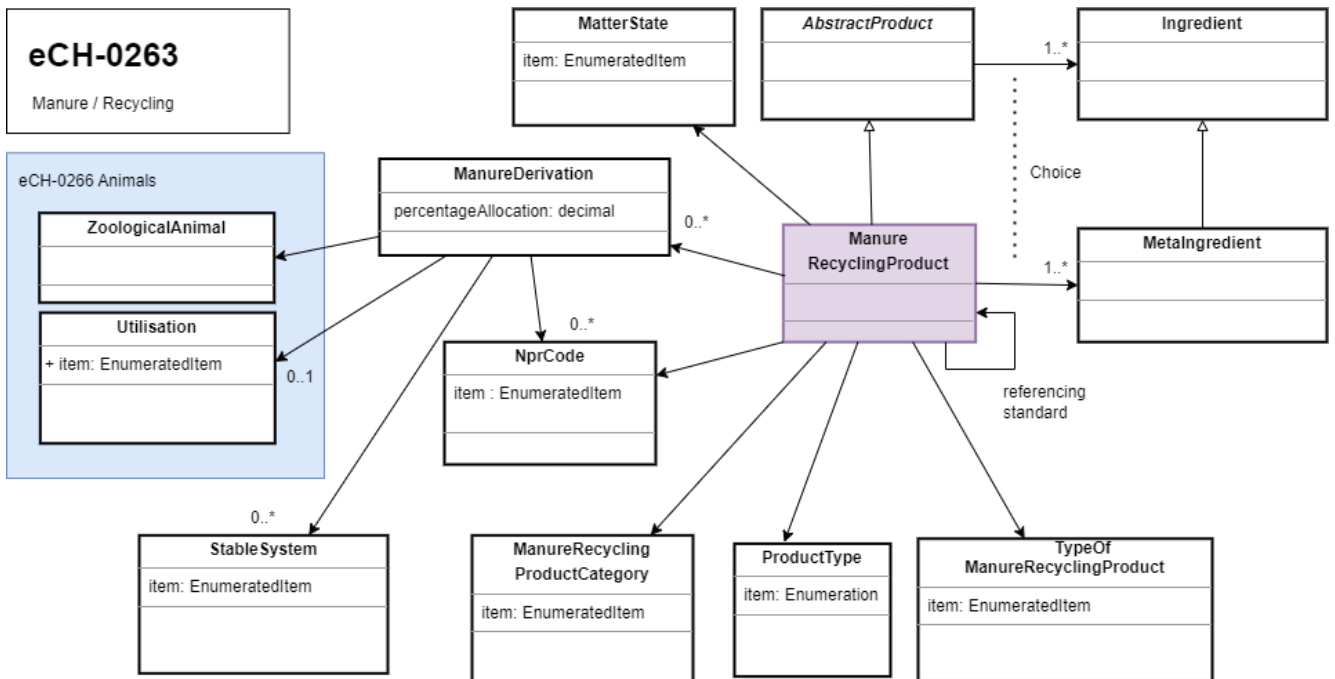 eCH-0263
Manure / Recycling
MatterState
item: EnumeratedItem
AbstractProduct
1..*
Ingredient
Choice
eCH-0266 Animals
ZoologicalAnimal
Utilisation
+ item: EnumeratedItem
0..1
ManureDerivation
percentageAllocation: decimal
0..*
Manure
RecyclingProduct
1..*
MetaIngredient
0..*
NprCode
item : EnumeratedItem
referencing
standard
0..*
StableSystem
item: EnumeratedItem
ManureRecycling
ProductCategory
item: EnumeratedItem
ProductType
item: Enumeration
TypeOf
ManureRecyclingProduct
item: EnumeratedItem